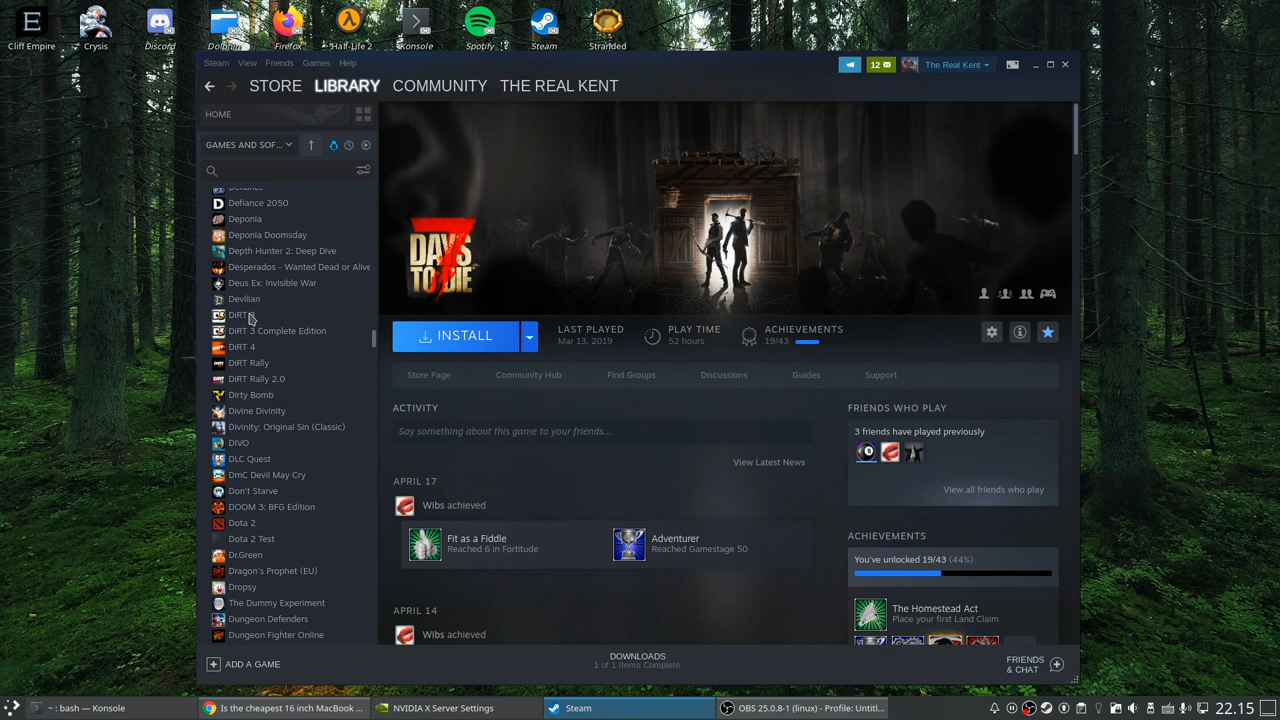 Cliff Empire
Crysis
Discord
Dolphin
Firefox
Half-Life 2
Konsole
Spotify
Steam
Stranded
Steam View Friends Games Help
12
The Real Kent
STORE LIBRARY COMMUNITY THE REAL KENT
HOME
GAMES AND SOF...
Defiance
Defiance 2050
Deponia
Deponia Doomsday
Depth Hunter 2: Deep Dive
Desperados - Wanted Dead or Alive
Deus Ex: Invisible War
Devilian
DiRT
DiRT 3 Complete Edition
DiRT 4
DiRT Rally
DiRT Rally 2.0
Dirty Bomb
Divine Divinity
Divinity: Original Sin (Classic)
DIVO
DLC Quest
DmC Devil May Cry
Don't Starve
DOOM 3: BFG Edition
Dota 2
Dota 2 Test
Dr.Green
Dragon's Prophet (EU)
Dropsy
The Dummy Experiment
Dungeon Defenders
Dungeon Fighter Online
ADD A GAME
7
DAYS
TO DIE
INSTALL
LAST PLAYED
Mar 13, 2019
PLAY TIME
52 hours
ACHIEVEMENTS
19/43
Store Page Community Hub Find Groups Discussions Guides Support
ACTIVITY
Say something about this game to your friends...
View Latest News
APRIL 17
Wibs achieved
Fit as a Fiddle
Reached 6 in Fortitude
Adventurer
Reached Gamestage 50
APRIL 14
Wibs achieved
FRIENDS WHO PLAY
3 friends have played previously
View all friends who play
ACHIEVEMENTS
You've unlocked 19/43 (44%)
The Homestead Act
Place your first Land Claim
DOWNLOADS
1 of 1 Items Complete
FRIENDS
& CHAT
~ : bash — Konsole
Is the cheapest 16 inch MacBook ...
NVIDIA X Server Settings
Steam
OBS 25.0.8-1 (linux) - Profile: Untitl...
22.15